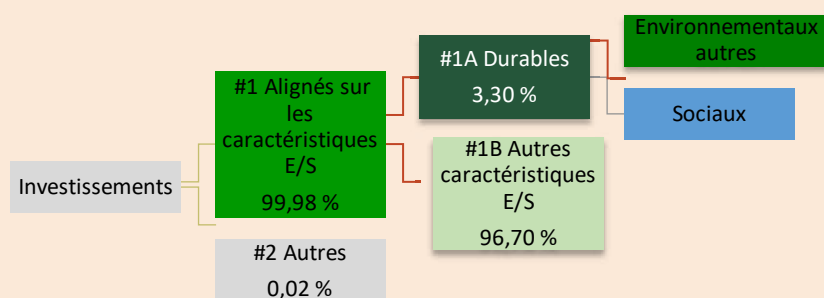 Investissements
#1 Alignés sur
les
caractéristiques
E/S
99,98 %
#2 Autres
0,02 %
#1A Durables
3,30 %
#1B Autres
caractéristiques
E/S
96,70 %
Environnementaux
autres
Sociaux